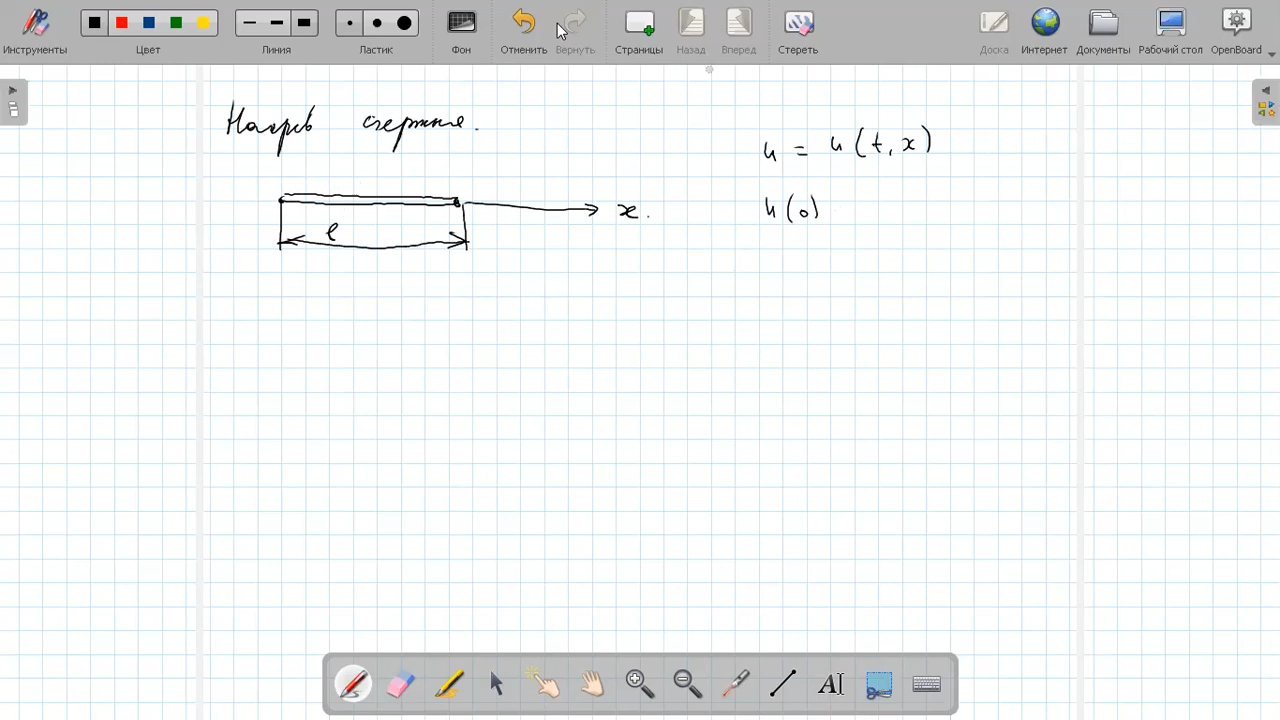 Инструменты Цвет Линия Ластик Фон Отменить Вернуть Страницы Назад Вперед Стереть Доска Интернет Документы Рабочий стол OpenBoard
Нагрев стержня.
u = u(t, x)
x.
u(0)
l